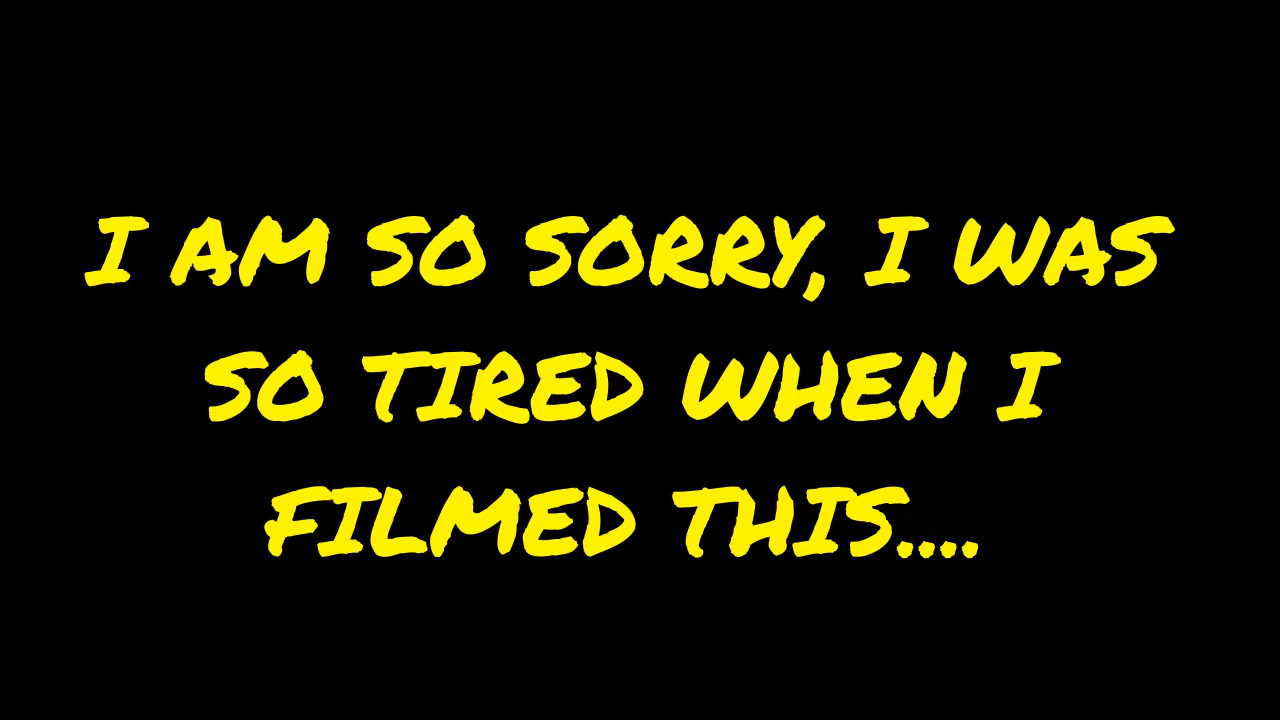 I AM SO SORRY, I WAS
SO TIRED WHEN I
FILMED THIS....